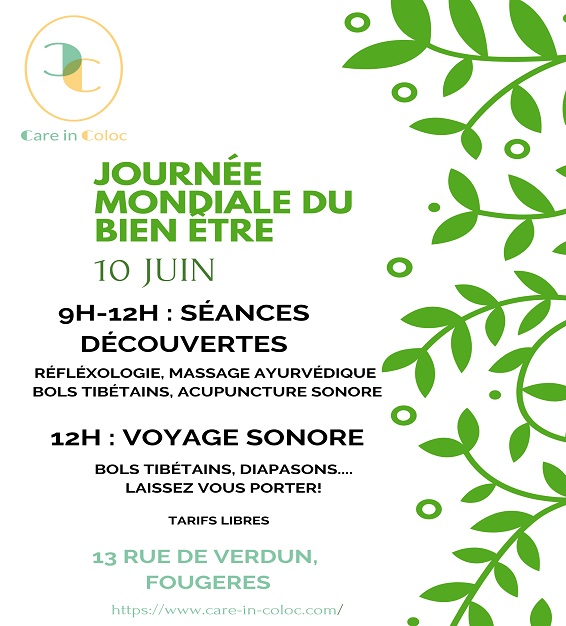 Care in Coloc
JOURNÉE
MONDIALE DU
BIEN ÊTRE
10 JUIN
9H-12H : SÉANCES
DÉCOUVERTES
RÉFLÉXOLOGIE, MASSAGE AYURVÉDIQUE
BOLS TIBÉTAINS, ACUPUNCTURE SONORE
12H : VOYAGE SONORE
BOLS TIBÉTAINS, DIAPASONS....
LAISSEZ VOUS PORTER!
TARIFS LIBRES
13 RUE DE VERDUN,
FOUGERES
https://www.care-in-coloc.com/